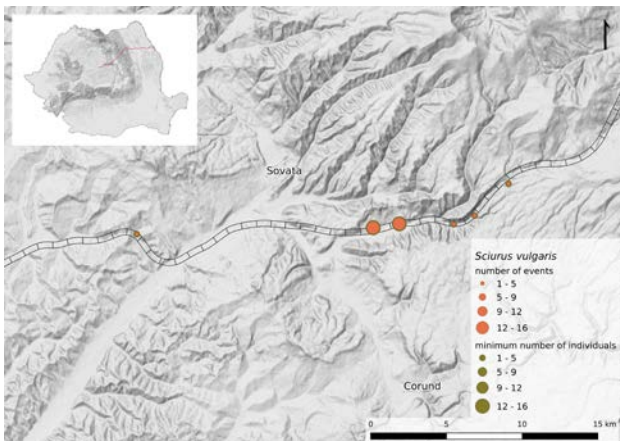 Sovata
Corund
Sciurus vulgaris
number of events
1 - 5
5 - 9
9 - 12
12 - 16
minimum number of individuals
1 - 5
5 - 9
9 - 12
12 - 16
0 5 10 15 km